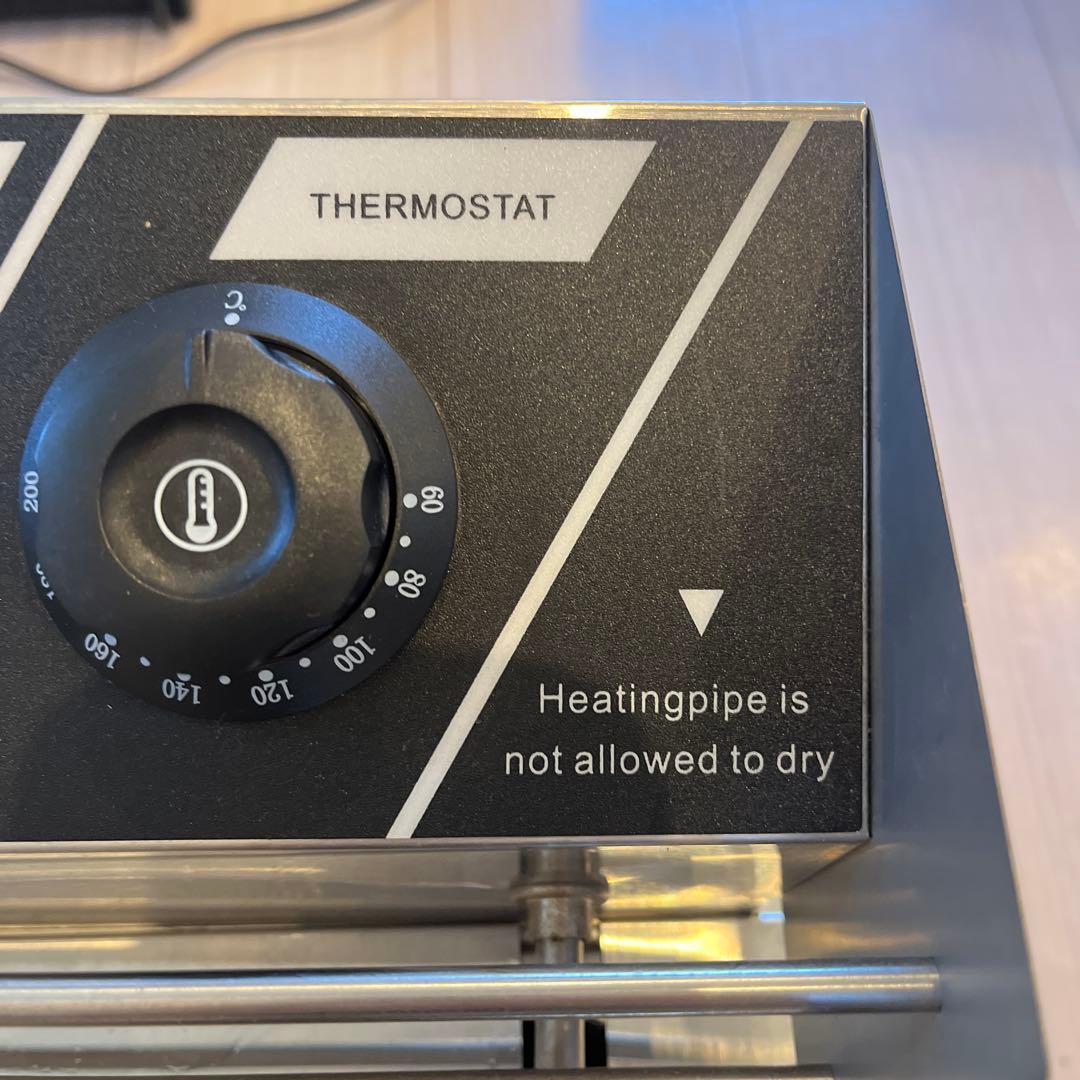 THERMOSTAT
°C
60
80
100
120
140
160
200
Heatingpipe is
not allowed to dry